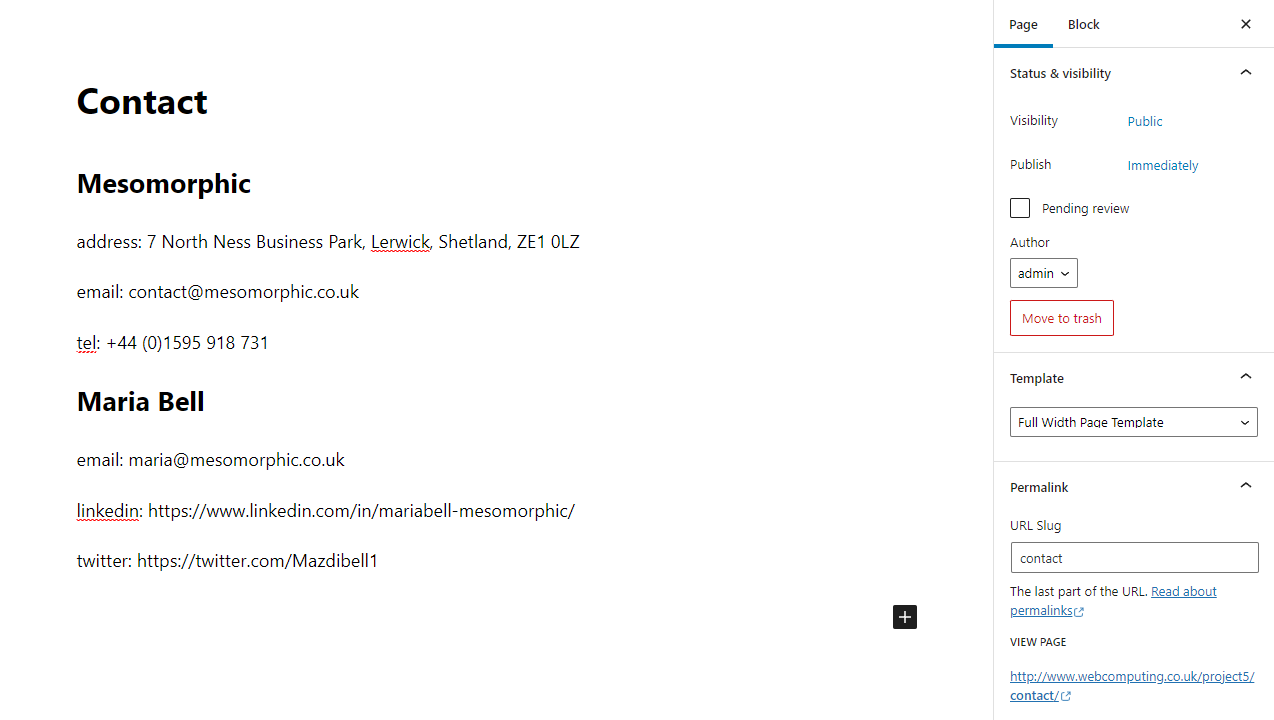 Contact
Mesomorphic
address: 7 North Ness Business Park, Lerwick, Shetland, ZE1 0LZ
email: contact@mesomorphic.co.uk
tel: +44 (0)1595 918 731
Maria Bell
email: maria@mesomorphic.co.uk
linkedin: https://www.linkedin.com/in/mariabell-mesomorphic/
twitter: https://twitter.com/Mazdibell1
Page Block
Status & visibility
Visibility Public
Publish Immediately
Pending review
Author
admin
Move to trash
Template
Full Width Page Template
Permalink
URL Slug
contact
The last part of the URL. Read about
permalinks
VIEW PAGE
http://www.webcomputing.co.uk/project5/
contact/